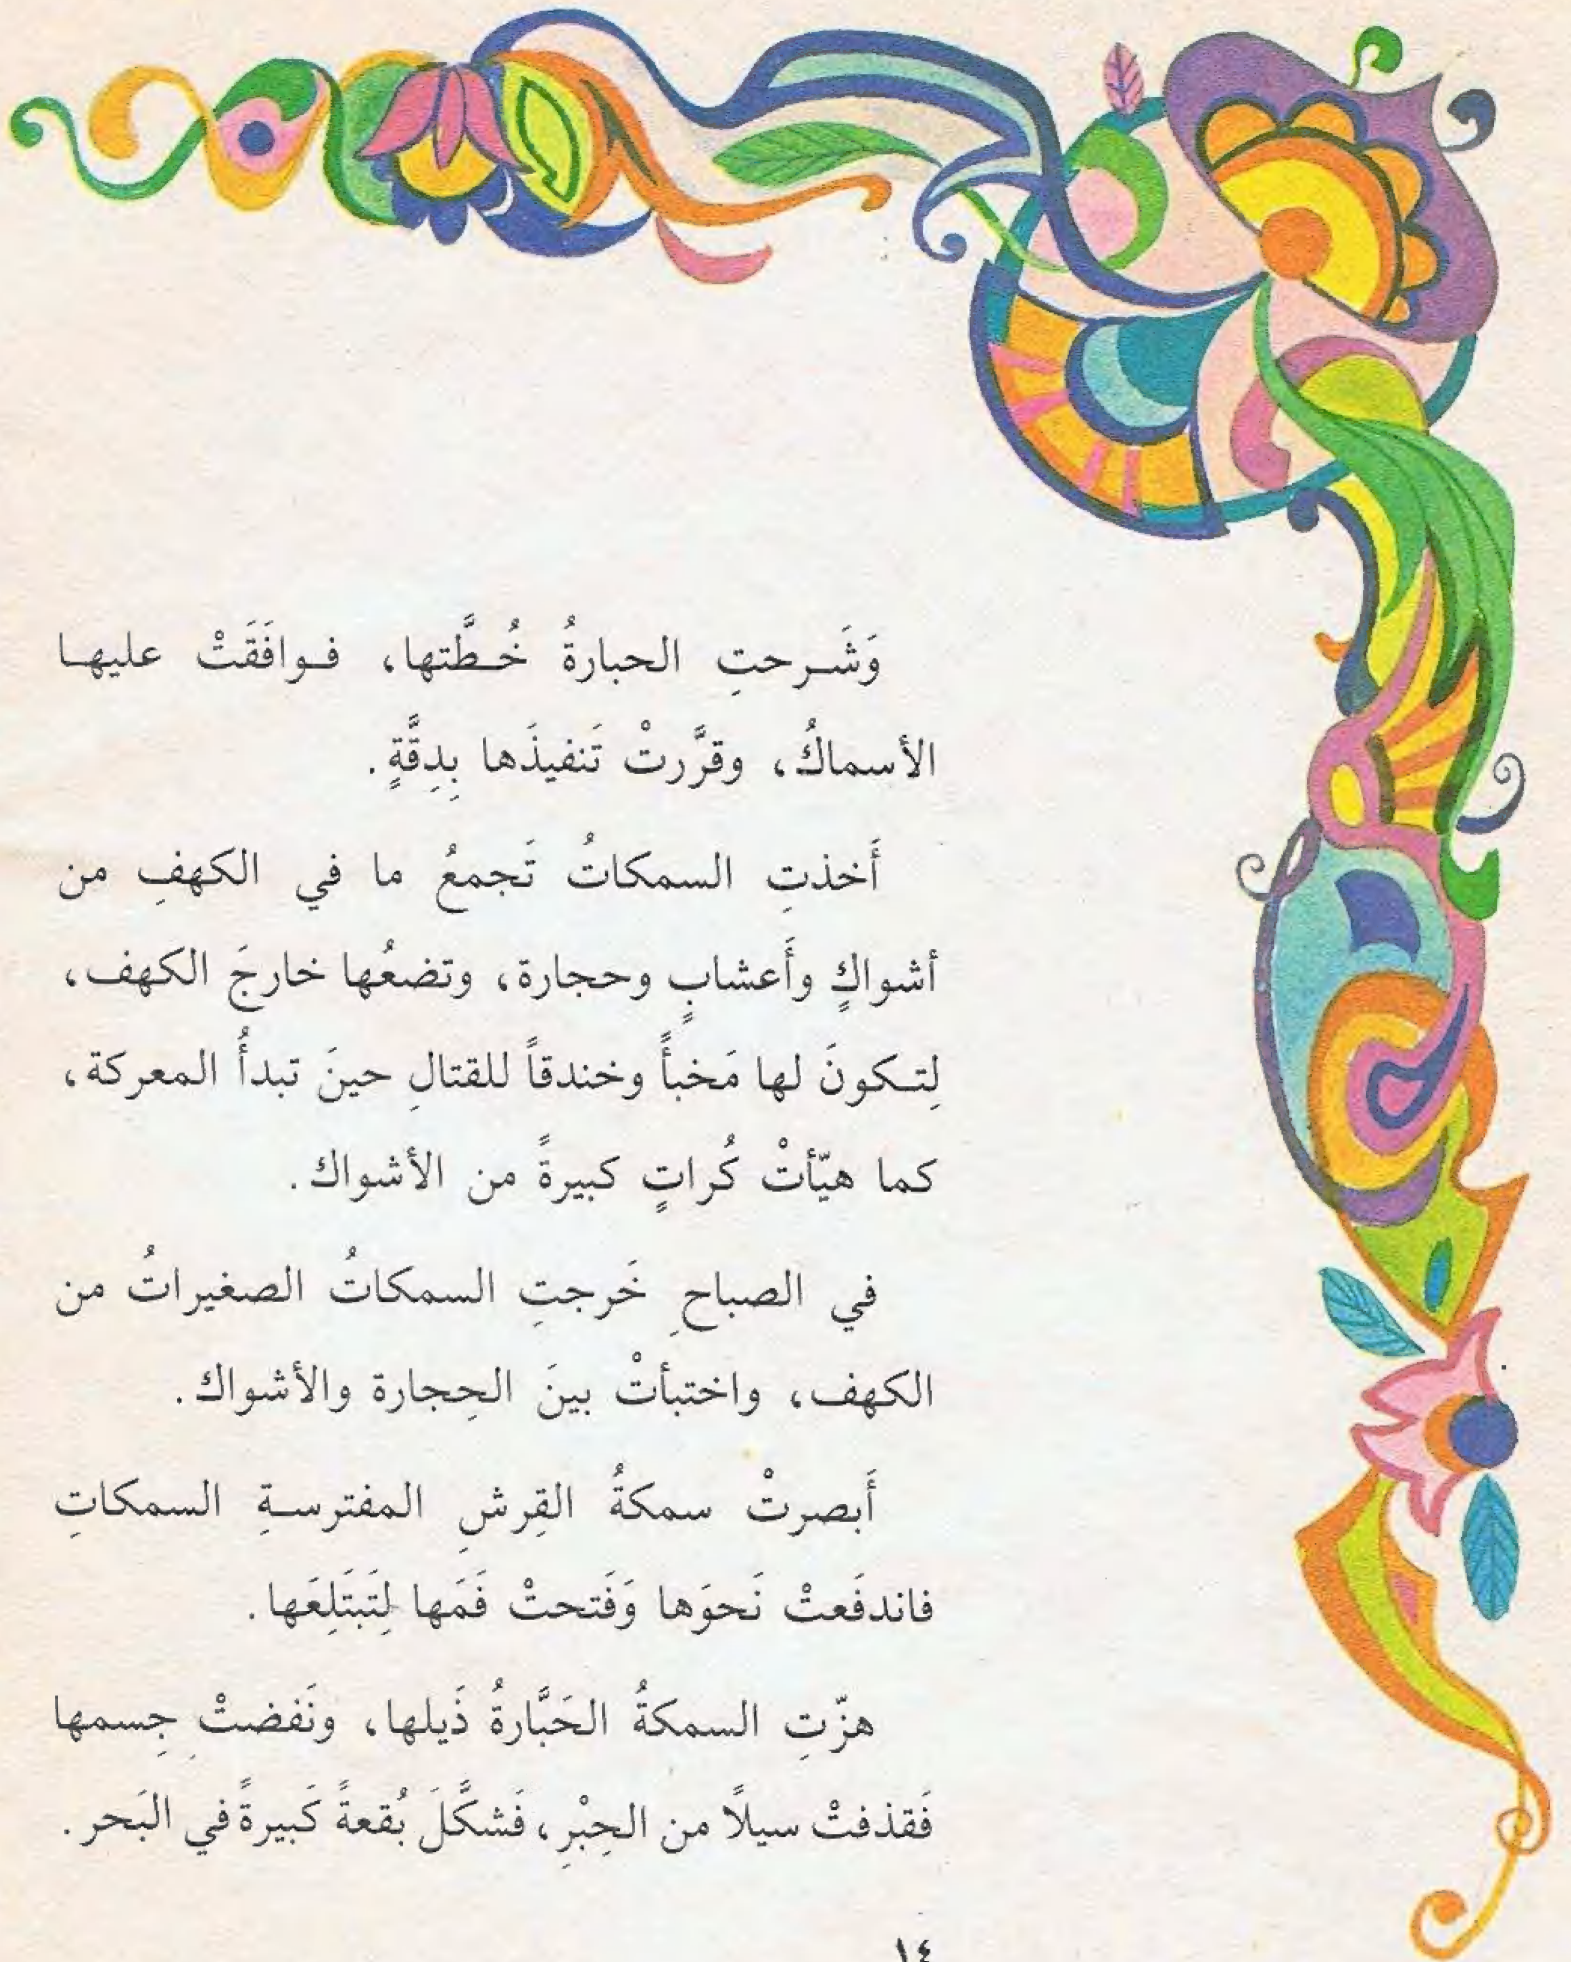 وَشَرحتِ الحبارةُ خُطَّتها، فوافَقَتْ عليها
الأسماكُ، وقرَّرتْ تَنفيذَها بِدِقَّةٍ.
أَخذتِ السمكاتُ تَجمعُ ما في الكهفِ من
أشواكٍ وأَعشابٍ وحجارة، وتضعُها خارجَ الكهف،
لِتكونَ لها مَخبأً وخندقاً للقتالِ حينَ تبدأُ المعركة،
كما هيّأتْ كُراتٍ كبيرةً من الأشواك.
في الصباحِ خَرجتِ السمكاتُ الصغيراتُ من
الكهف، واختبأتْ بينَ الحِجارة والأشواك.
أَبصرتْ سمكةُ القِرشِ المفترسةِ السمكاتِ
فاندفَعتْ نَحوَها وَفَتحتْ فَمَها لِتَبتَلِعَها.
هزّتِ السمكةُ الحَبَّارةُ ذَيلها، ونَفضتْ جِسمها
فَقذفتْ سيلًا من الحِبْرِ، فَشكَّلَ بُقعةً كَبيرةً في البَحر.
١٤